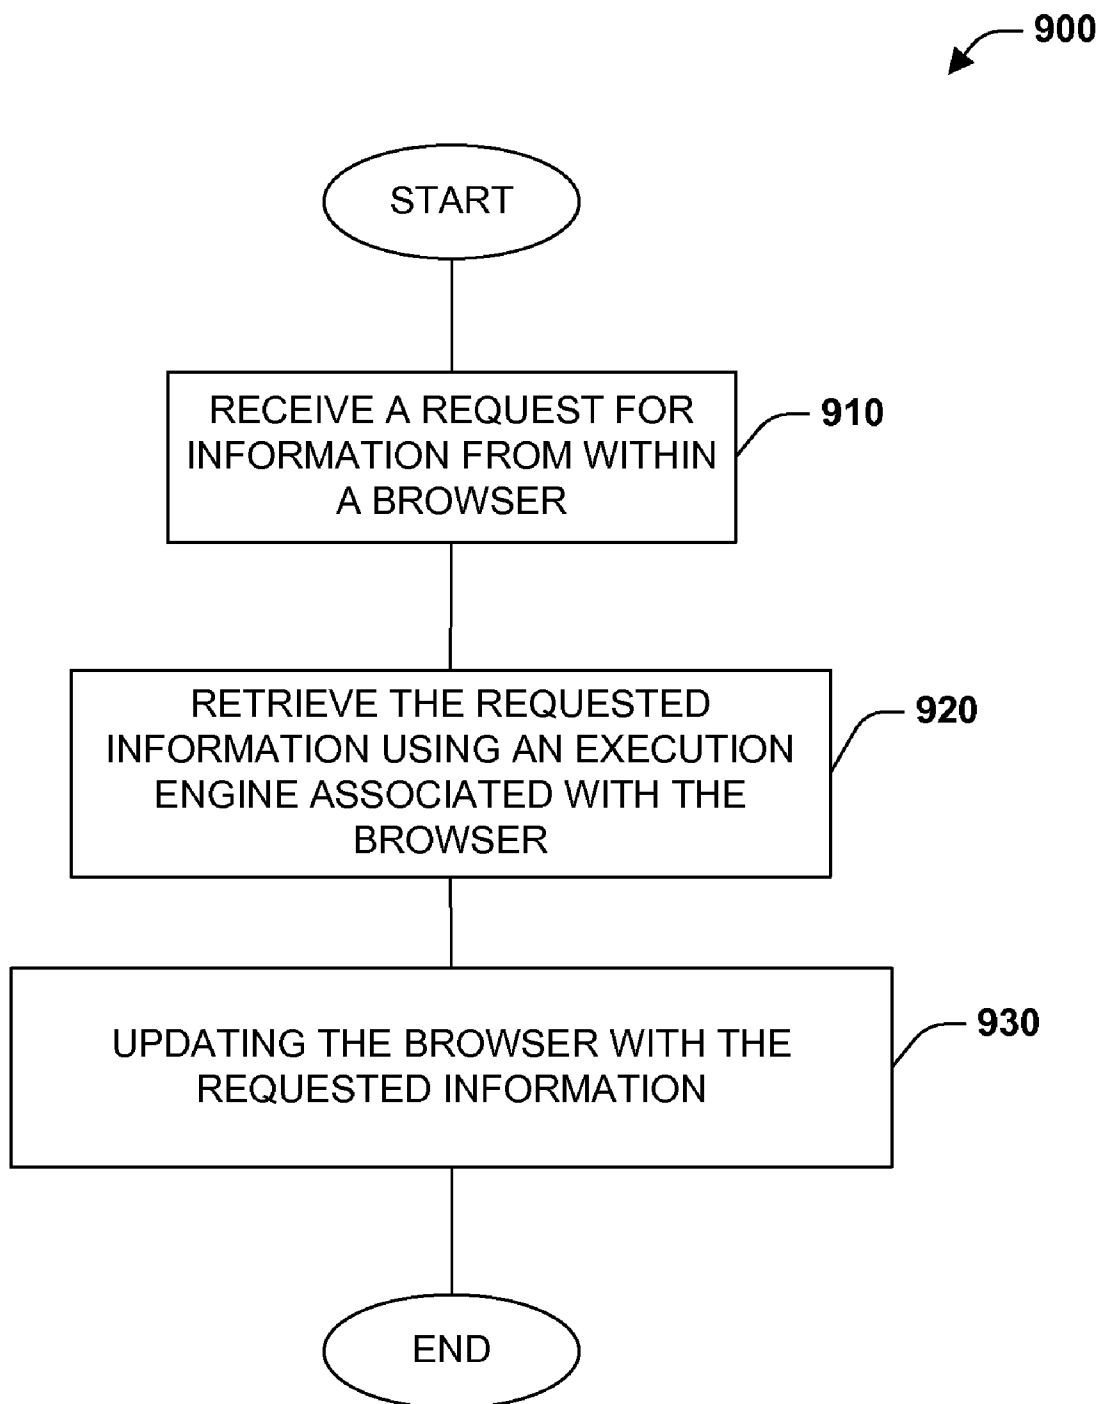 900
START
RECEIVE A REQUEST FOR
INFORMATION FROM WITHIN
A BROWSER
910
RETRIEVE THE REQUESTED
INFORMATION USING AN EXECUTION
ENGINE ASSOCIATED WITH THE
BROWSER
920
UPDATING THE BROWSER WITH THE
REQUESTED INFORMATION
930
END